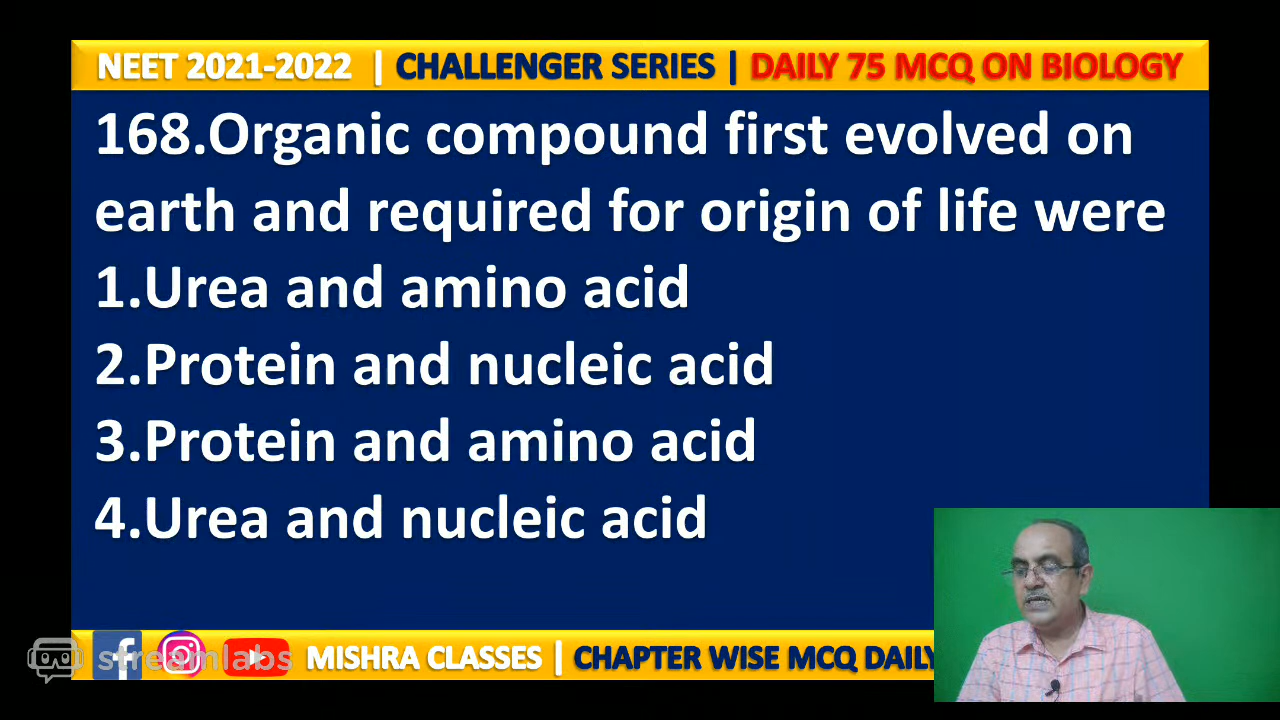 NEET 2021-2022 | CHALLENGER SERIES | DAILY 75 MCQ ON BIOLOGY
168.Organic compound first evolved on
earth and required for origin of life were
1.Urea and amino acid
2.Protein and nucleic acid
3.Protein and amino acid
4.Urea and nucleic acid
streamlabs
MISHRA CLASSES | CHAPTER WISE MCQ DAILY